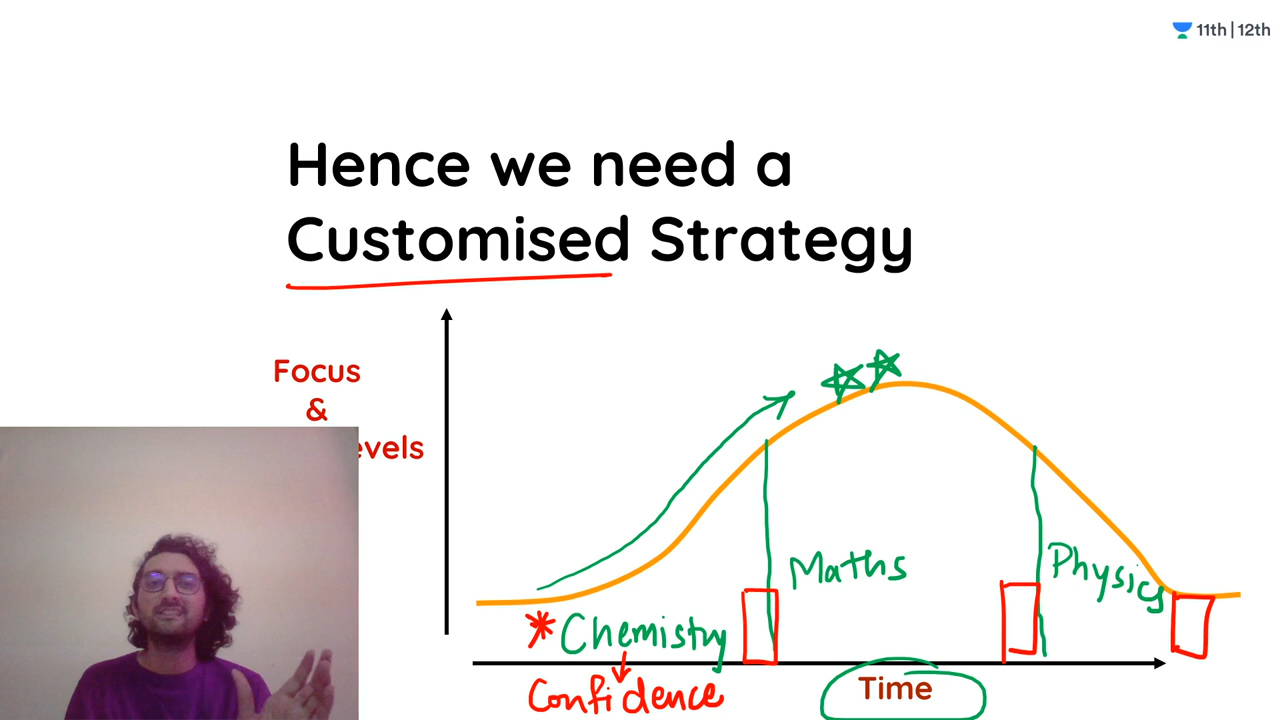 11th | 12th
Hence we need a
Customised Strategy
Focus
&
evels
Maths
Physics
* Chemistry
Confidence
Time